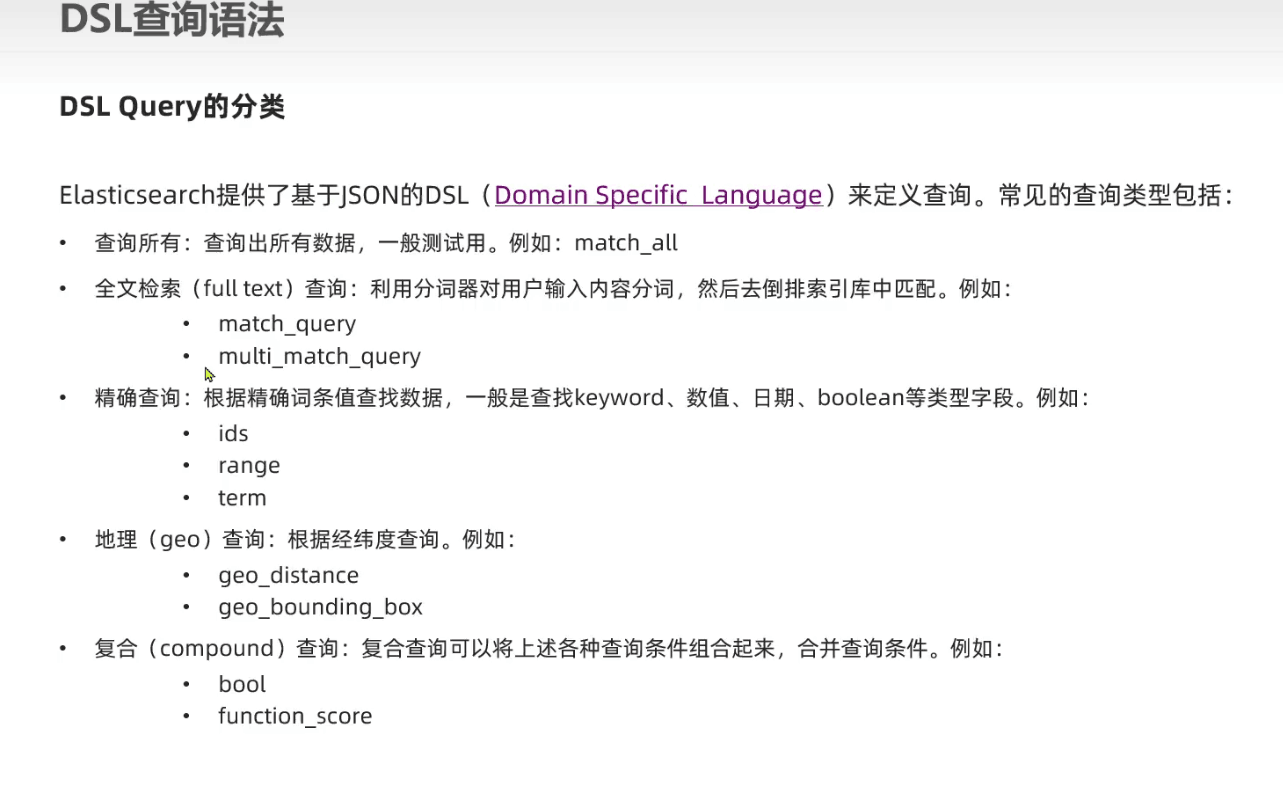 DSL查询语法
DSL Query的分类
Elasticsearch提供了基于JSON的DSL（Domain Specific Language）来定义查询。常见的查询类型包括：
• 查询所有：查询出所有数据，一般测试用。例如：match_all
• 全文检索（full text）查询：利用分词器对用户输入内容分词，然后去倒排索引库中匹配。例如：
• match_query
• multi_match_query
• 精确查询：根据精确词条值查找数据，一般是查找keyword、数值、日期、boolean等类型字段。例如：
• ids
• range
• term
• 地理（geo）查询：根据经纬度查询。例如：
• geo_distance
• geo_bounding_box
• 复合（compound）查询：复合查询可以将上述各种查询条件组合起来，合并查询条件。例如：
• bool
• function_score